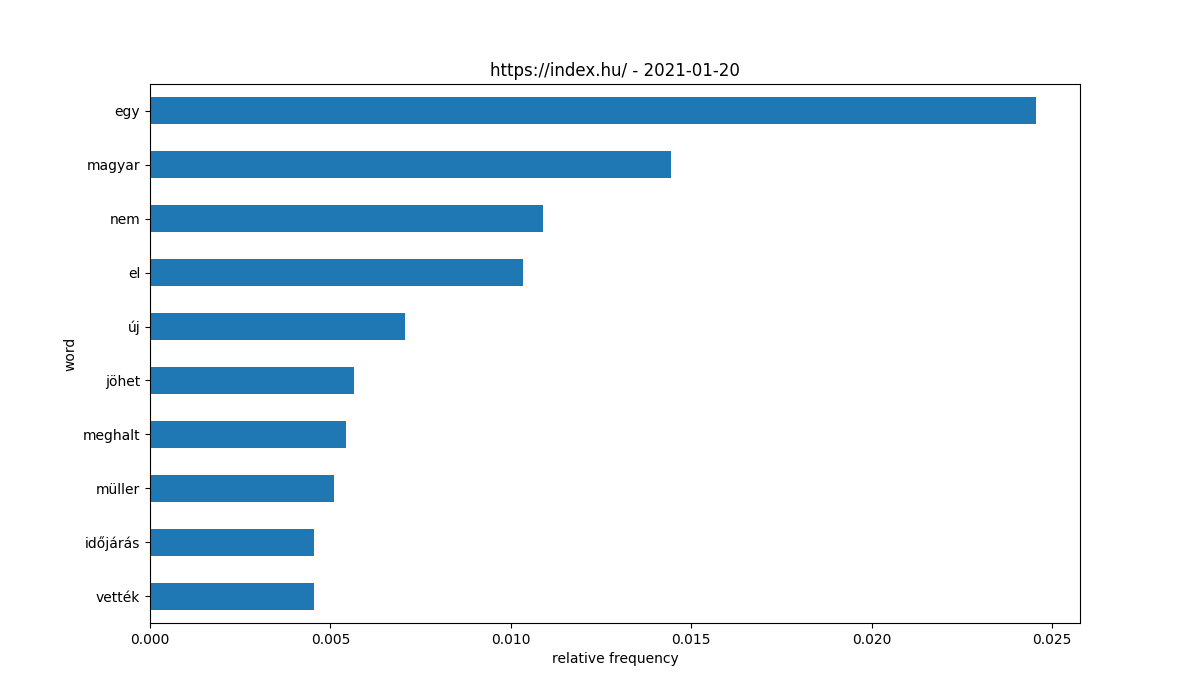 https://index.hu/ - 2021-01-20
egy
magyar
nem
el
új
jöhet
meghalt
müller
időjárás
vették
word
0.000 0.005 0.010 0.015 0.020 0.025
relative frequency